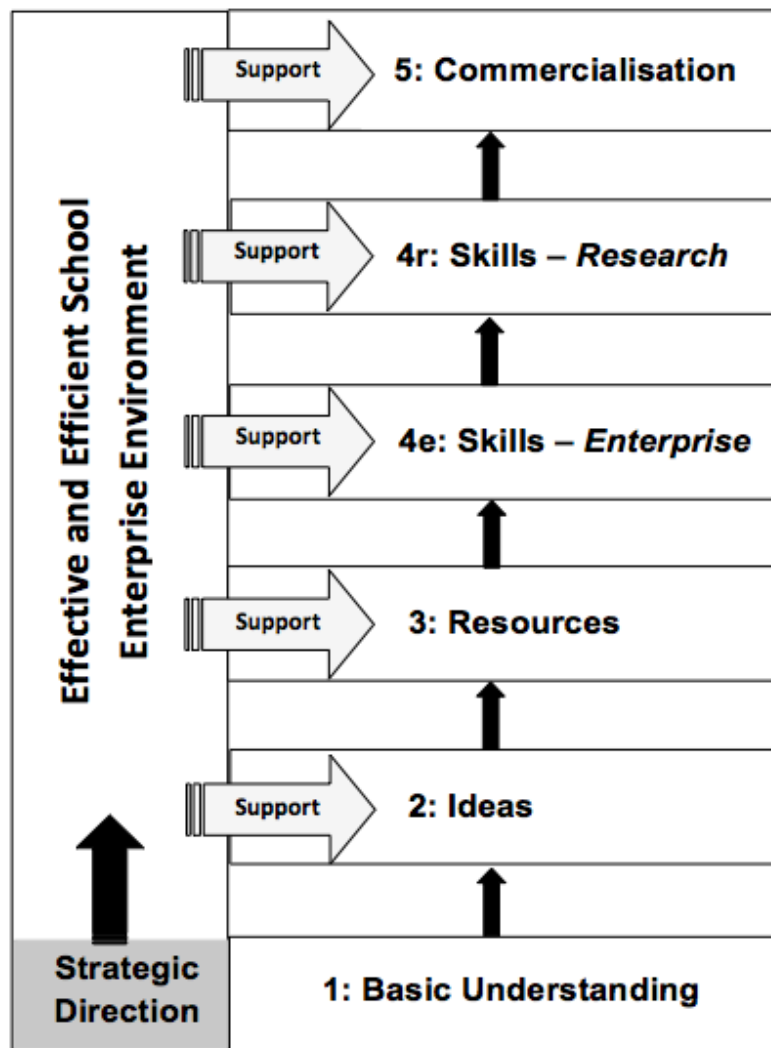 Support
5: Commercialisation
Support
4r: Skills – Research
Support
4e: Skills – Enterprise
Support
3: Resources
Support
2: Ideas
1: Basic Understanding
Effective and Efficient School
Enterprise Environment
Strategic
Direction